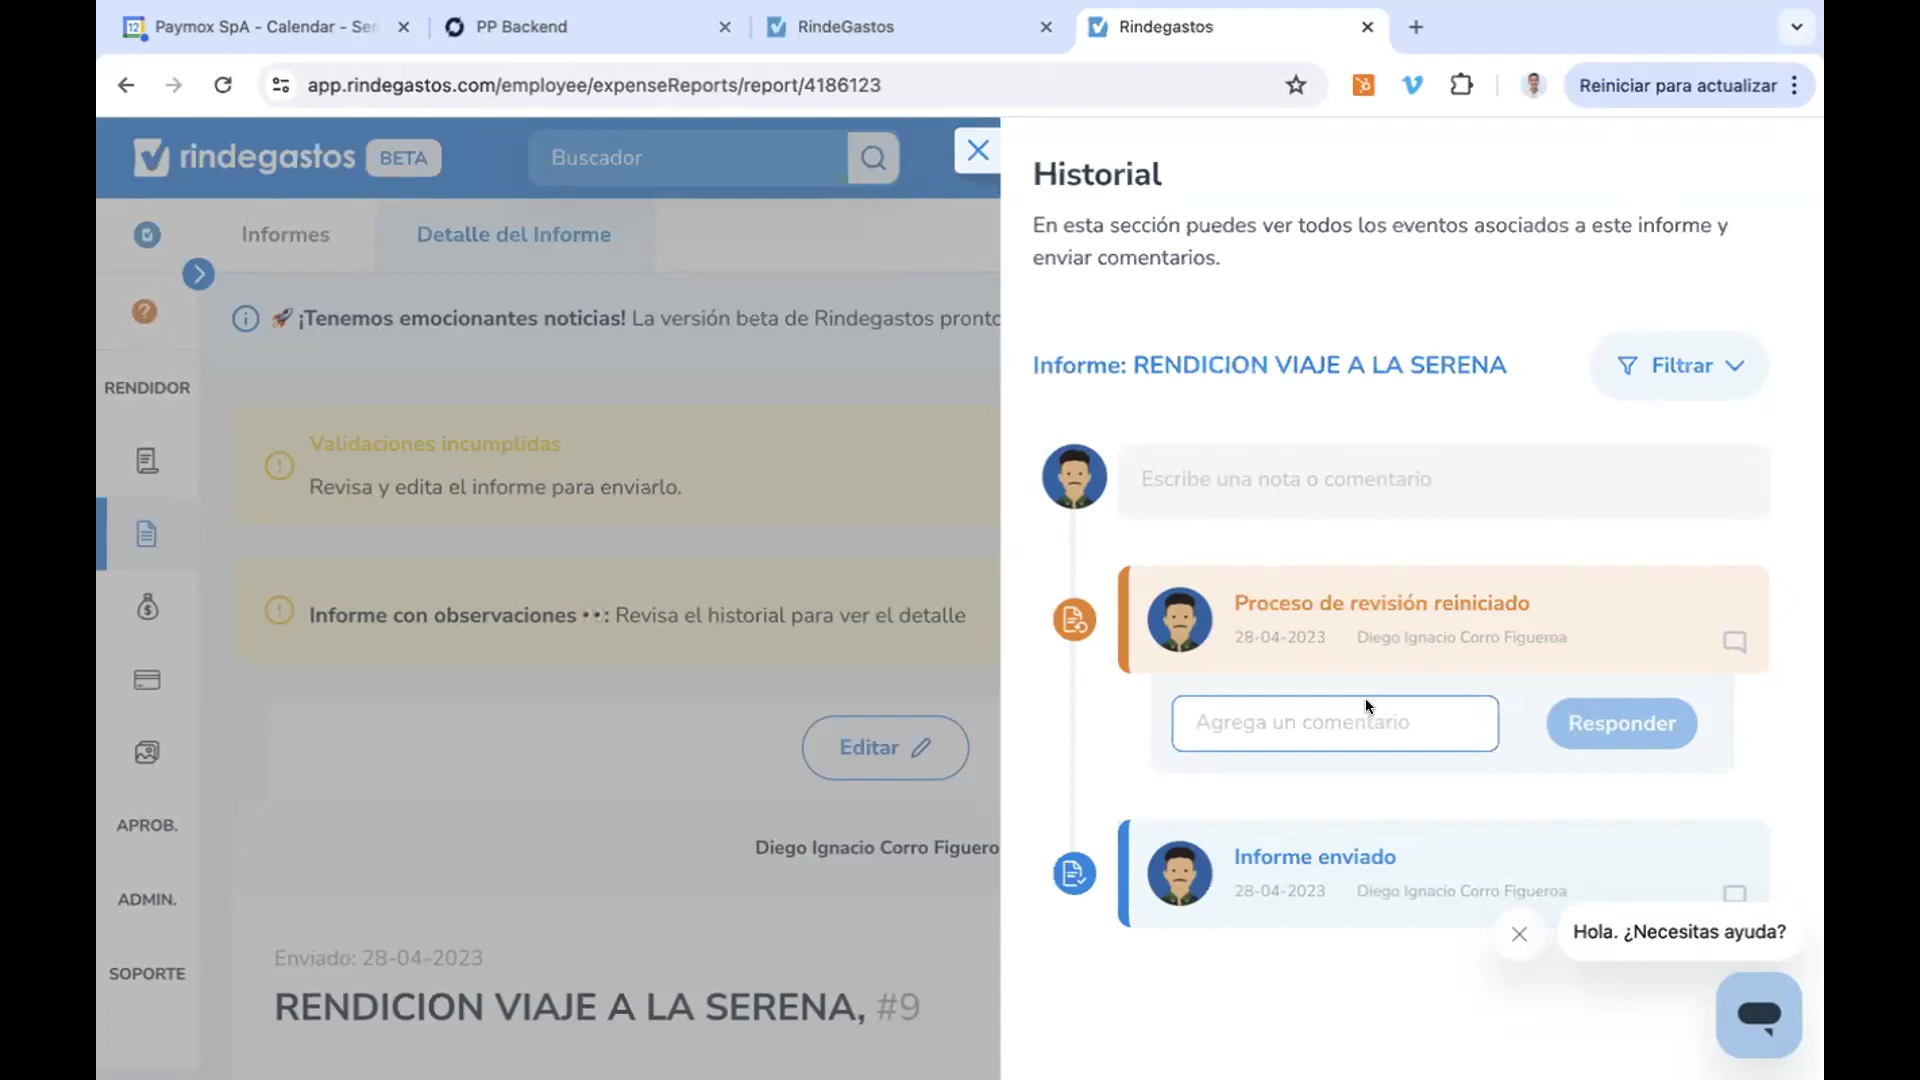 Paymox SpA - Calendar - Ser
PP Backend
RindeGastos
Rindegastos
app.rindegastos.com/employee/expenseReports/report/4186123
Reiniciar para actualizar
rindegastos
BETA
Buscador
Informes
Detalle del Informe
🚀 ¡Tenemos emocionantes noticias! La versión beta de Rindegastos pronto
RENDIDOR
Validaciones incumplidas
Revisa y edita el informe para enviarlo.
Informe con observaciones 👀: Revisa el historial para ver el detalle
Editar
APROB.
Diego Ignacio Corro Figuero
ADMIN.
Enviado: 28-04-2023
SOPORTE
RENDICION VIAJE A LA SERENA, #9
Historial
En esta sección puedes ver todos los eventos asociados a este informe y
enviar comentarios.
Informe: RENDICION VIAJE A LA SERENA
Filtrar
Escribe una nota o comentario
Proceso de revisión reiniciado
28-04-2023 Diego Ignacio Corro Figueroa
Agrega un comentario
Responder
Informe enviado
28-04-2023 Diego Ignacio Corro Figueroa
Hola. ¿Necesitas ayuda?